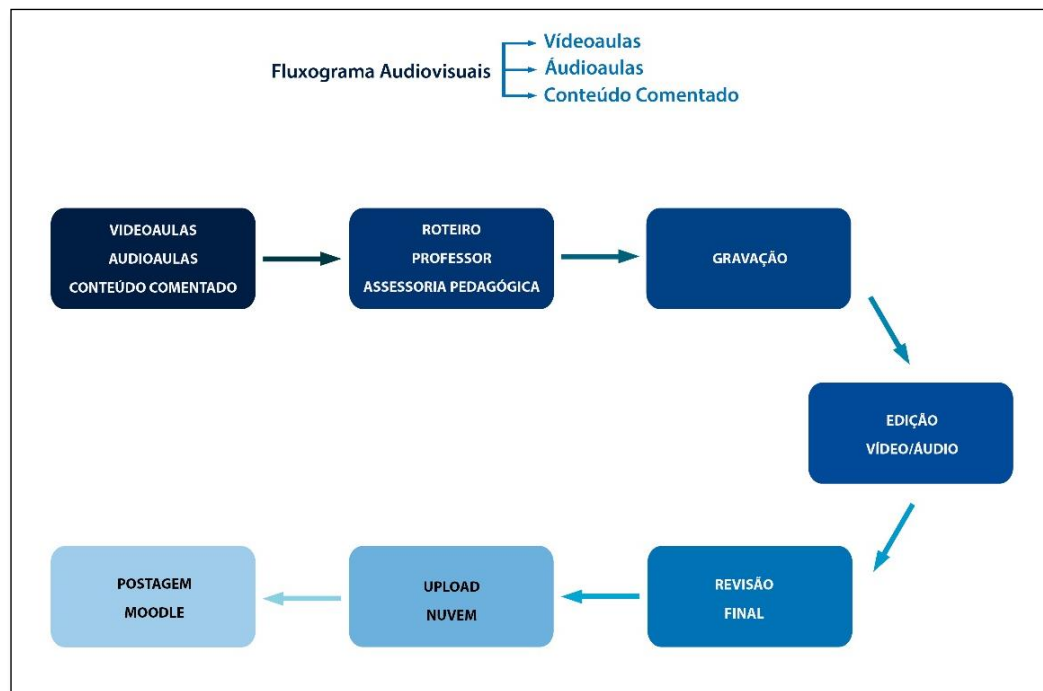 Fluxograma Audiovisuais
Vídeoaulas
Áudioaulas
Conteúdo Comentado
VIDEOAULAS
AUDIOAULAS
CONTEÚDO COMENTADO
ROTEIRO
PROFESSOR
ASSESSORIA PEDAGÓGICA
GRAVAÇÃO
EDIÇÃO
VÍDEO/ÁUDIO
REVISÃO
FINAL
UPLOAD
NUVEM
POSTAGEM
MOODLE